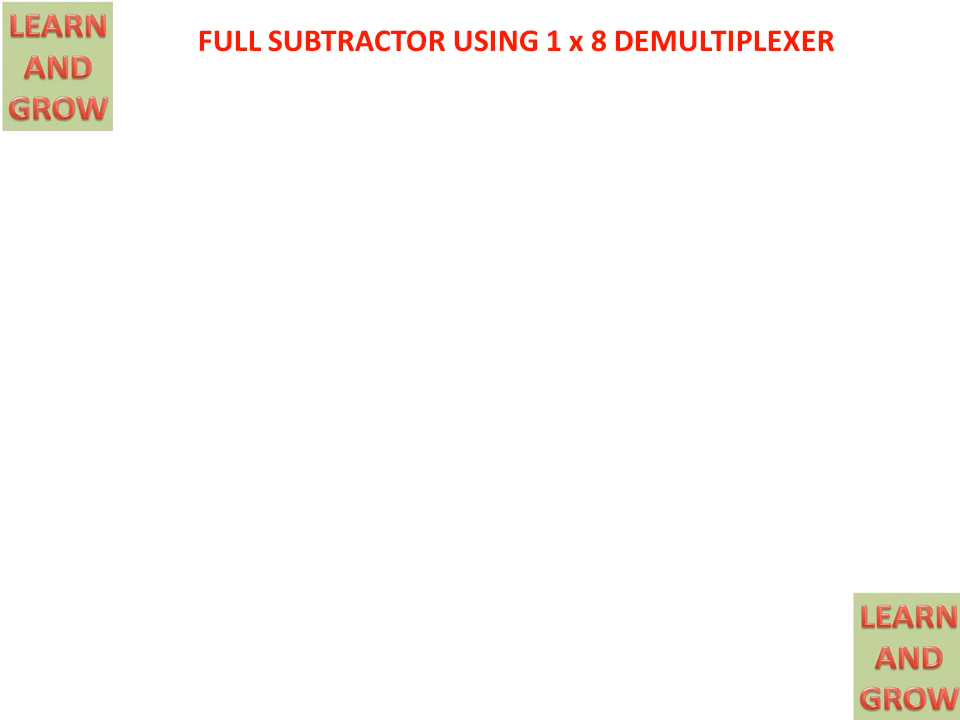 LEARN
AND
GROW
FULL SUBTRACTOR USING 1 x 8 DEMULTIPLEXER
LEARN
AND
GROW